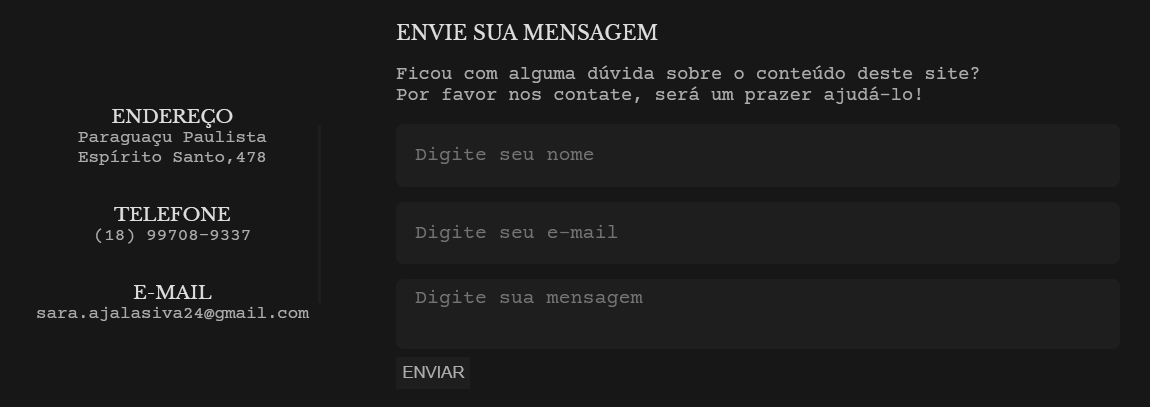 ENDEREÇO
Paraguaçu Paulista
Espírito Santo,478
TELEFONE
(18) 99708-9337
E-MAIL
sara.ajalasiva24@gmail.com
ENVIE SUA MENSAGEM
Ficou com alguma dúvida sobre o conteúdo deste site?
Por favor nos contate, será um prazer ajudá-lo!
Digite seu nome
Digite seu e-mail
Digite sua mensagem
ENVIAR